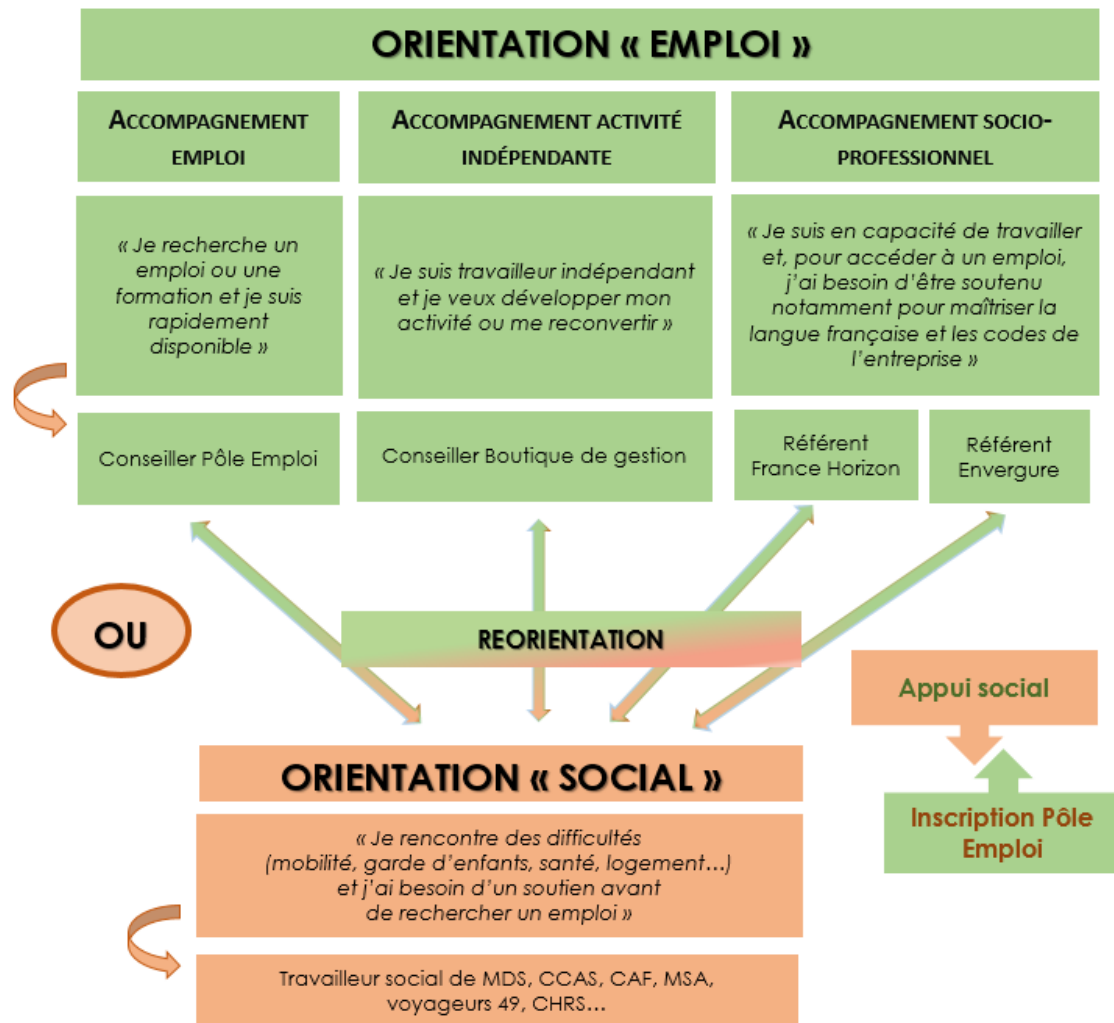 ORIENTATION « EMPLOI »
ACCOMPAGNEMENT
EMPLOI
ACCOMPAGNEMENT ACTIVITÉ
INDÉPENDANTE
ACCOMPAGNEMENT SOCIO-
PROFESSIONNEL
« Je recherche un
emploi ou une
formation et je suis
rapidement
disponible »
« Je suis travailleur indépendant
et je veux développer mon
activité ou me reconvertir »
« Je suis en capacité de travailler
et, pour accéder à un emploi,
j’ai besoin d’être soutenu
notamment pour maîtriser la
langue française et les codes de
l’entreprise »
Conseiller Pôle Emploi
Conseiller Boutique de gestion
Référent
France Horizon
Référent
Envergure
OU
REORIENTATION
Appui social
Inscription Pôle
Emploi
ORIENTATION « SOCIAL »
« Je rencontre des difficultés
(mobilité, garde d’enfants, santé, logement…)
et j’ai besoin d’un soutien avant
de rechercher un emploi »
Travailleur social de MDS, CCAS, CAF, MSA,
voyageurs 49, CHRS…